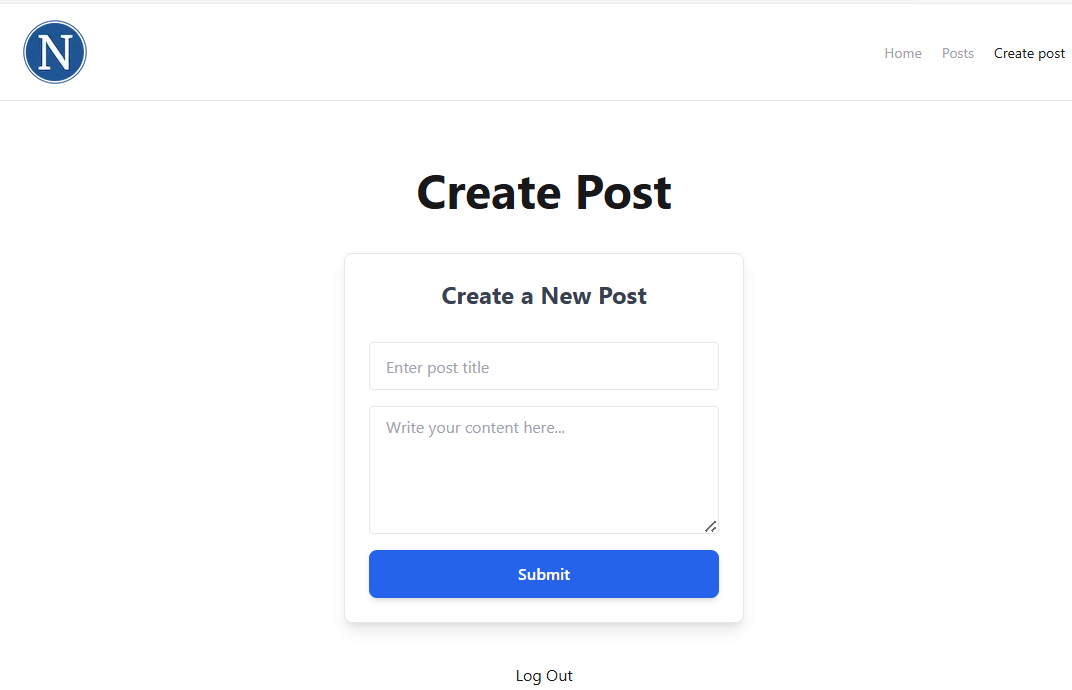 N
Home Posts Create post
Create Post
Create a New Post
Enter post title
Write your content here...
Submit
Log Out